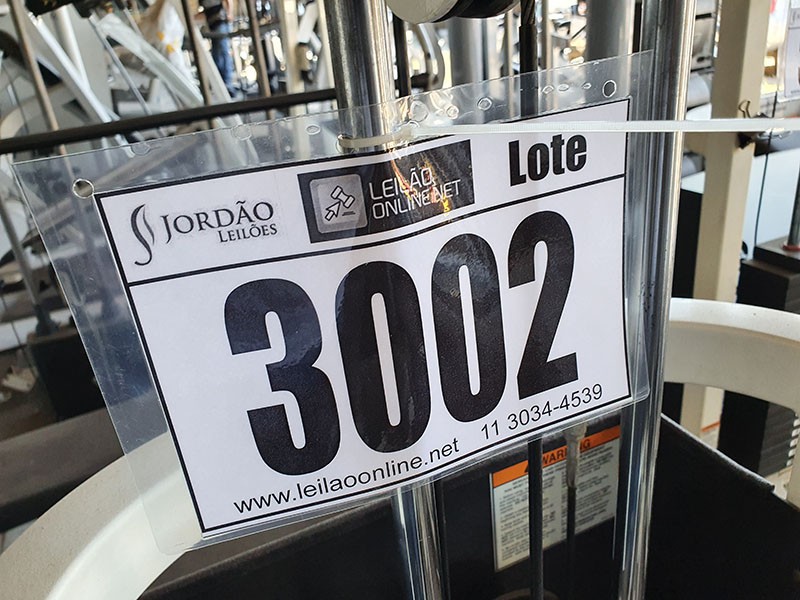 JORDÃO
LEILÕES
LEILÃO
ONLINE.NET
Lote
3002
www.leilaoonline.net 11 3034-4539
WARNING